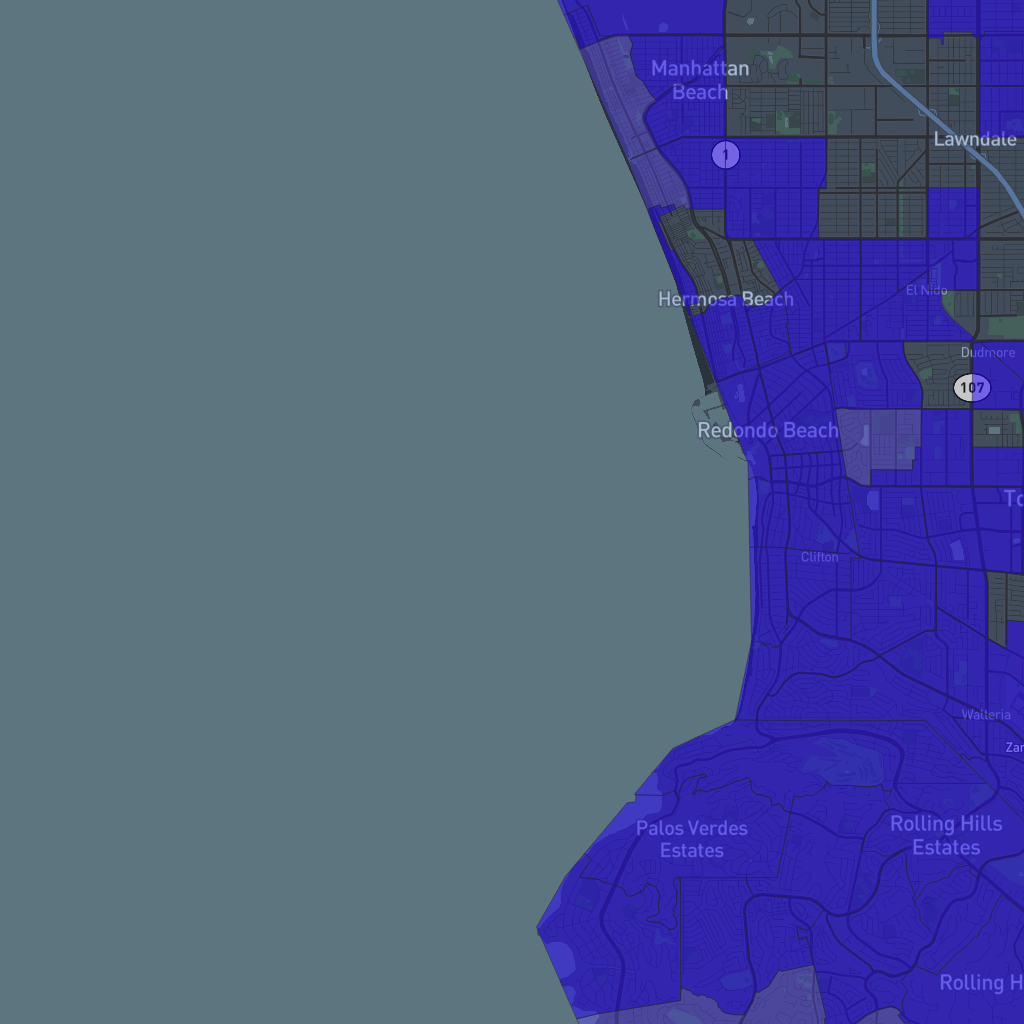 Manhattan
Beach
Lawndale
1
El Nido
Hermosa Beach
Dudmore
107
Redondo Beach
To
Clifton
Walteria
Zar
Palos Verdes
Estates
Rolling Hills
Estates
Rolling H